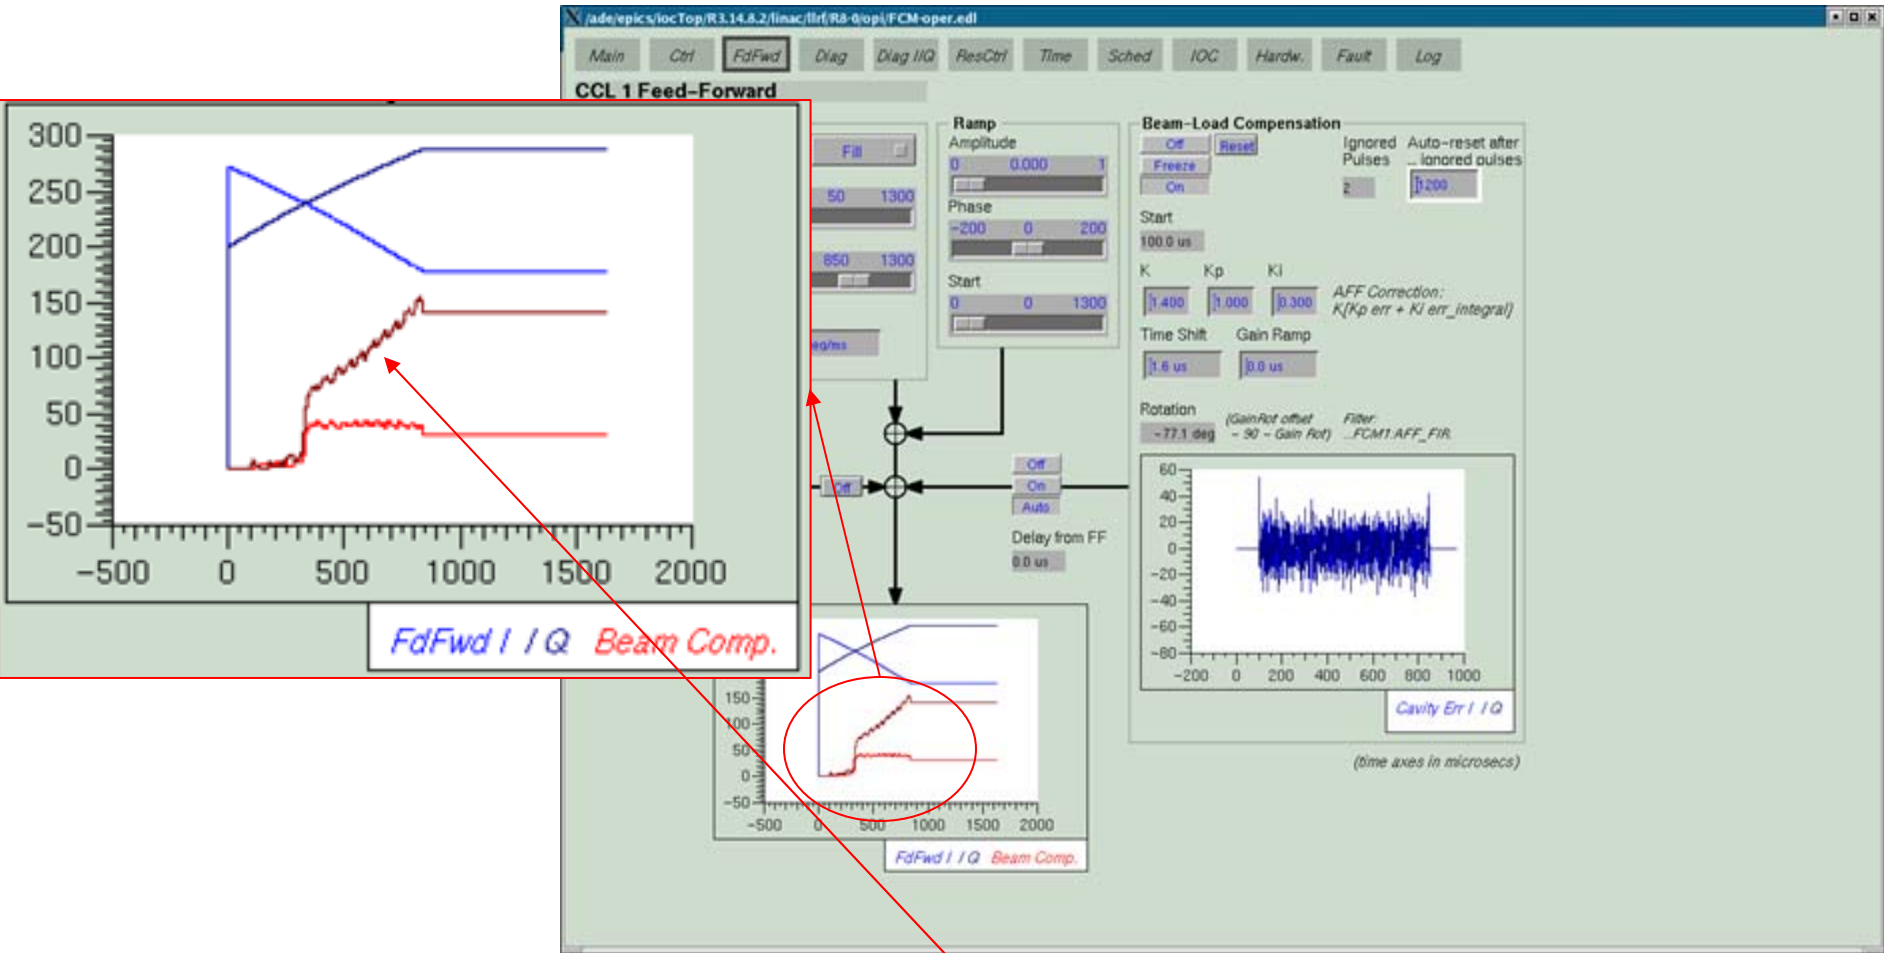 /ade/epics/iocTop/R3.14.8.2/linac/llrf/R8-0/opi/FCM-oper.edl
Main Ctrl FdFwd Diag Diag I/Q ResCtrl Time Sched IOC Hardw. Fault Log
CCL 1 Feed-Forward
300
250
200
150
100
50
0
-50
-500 0 500 1000 1500 2000
FdFwd I / Q Beam Comp.
Fill
50 1300
850 1300
eg/ms
Ramp
Amplitude
0 0.000 1
Phase
-200 0 200
Start
0 0 1300
Beam-Load Compensation
Off Reset
Freeze
On
Ignored Pulses
2
Auto-reset after
... ignored pulses
1200
Start
100.0 us
K Kp Ki
1.400 1.000 0.300
AFF Correction:
K{Kp err + Ki err_integral}
Time Shift Gain Ramp
1.6 us 0.0 us
Rotation
-77.1 deg
(GainRot offset
- 90 - Gain Rot)
Filter:
...FCM1:AFF_FIR
Off
Off
On
Auto
Delay from FF
0.0 us
60
40
20
0
-20
-40
-60
-80
-200 0 200 400 600 800 1000
Cavity Err I / Q
(time axes in microsecs)
150
100
50
0
-50
-500 0 500 1000 1500 2000
FdFwd I / Q Beam Comp.